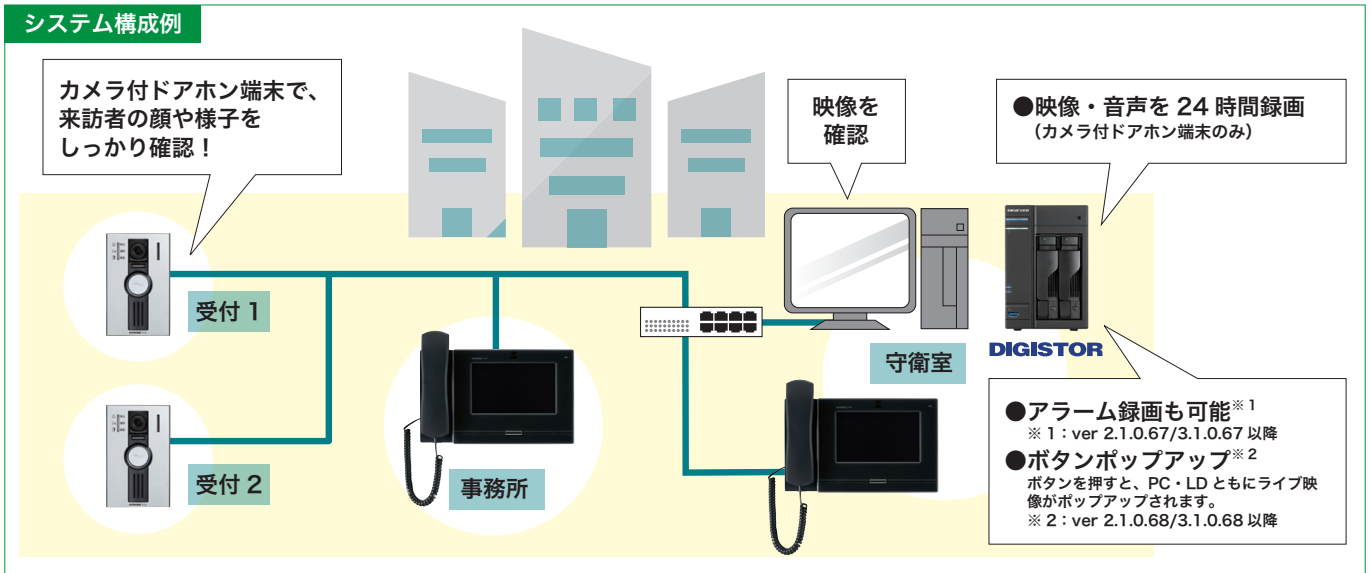 システム構成例
カメラ付ドアホン端末で、
来訪者の顔や様子を
しっかり確認！
映像を
確認
●映像・音声を 24 時間録画
（カメラ付ドアホン端末のみ）
受付 1
受付 2
事務所
守衛室
DIGISTOR
●アラーム録画も可能※1
※ 1：ver 2.1.0.67/3.1.0.67 以降
●ボタンポップアップ※2
ボタンを押すと、PC・LD ともにライブ映
像がポップアップされます。
※ 2：ver 2.1.0.68/3.1.0.68 以降